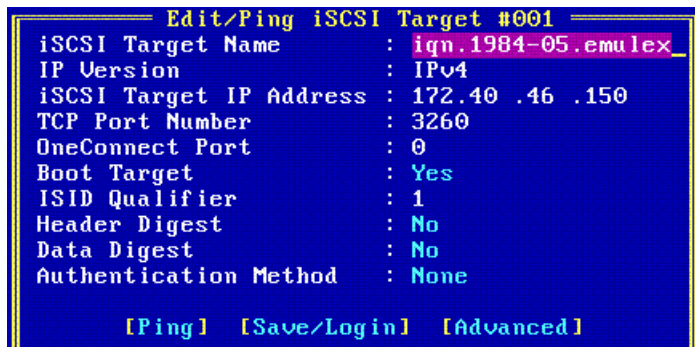 Edit/Ping iSCSI Target #001
iSCSI Target Name : iqn.1984-05.emulex_
IP Version : IPv4
iSCSI Target IP Address : 172.40 .46 .150
TCP Port Number : 3260
OneConnect Port : 0
Boot Target : Yes
ISID Qualifier : 1
Header Digest : No
Data Digest : No
Authentication Method : None
[Ping] [Save/Login] [Advanced]